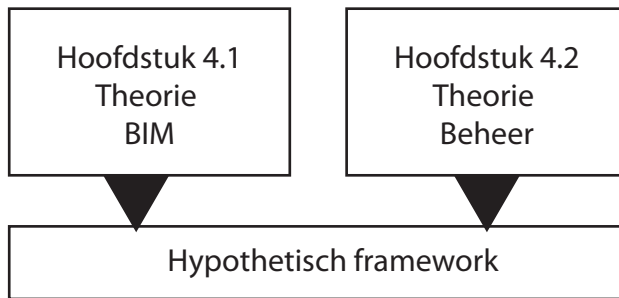 Hoofdstuk 4.1
Theorie
BIM
Hoofdstuk 4.2
Theorie
Beheer
Hypothetisch framework